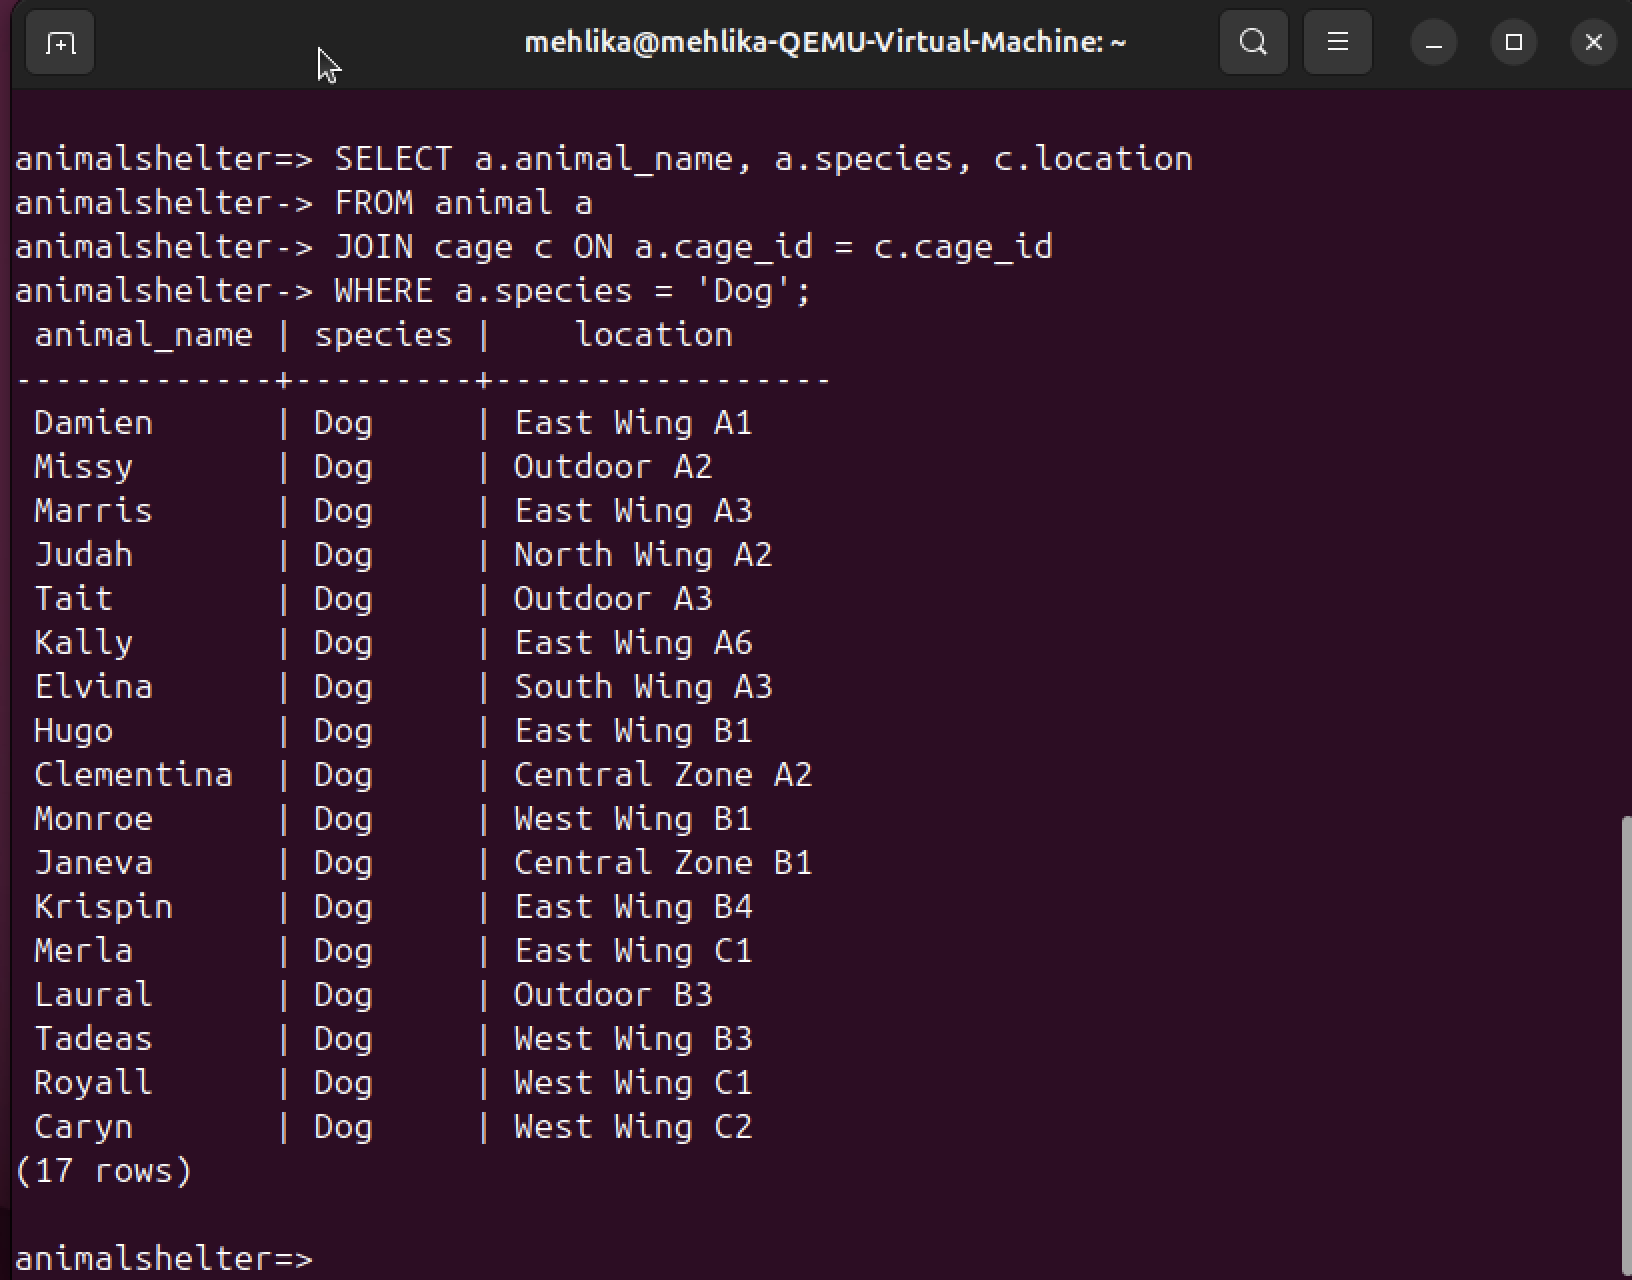 mehlika@mehlika-QEMU-Virtual-Machine: ~
animalshelter=> SELECT a.animal_name, a.species, c.location
animalshelter-> FROM animal a
animalshelter-> JOIN cage c ON a.cage_id = c.cage_id
animalshelter-> WHERE a.species = 'Dog';
 animal_name | species |    location
-------------+---------+-----------------
 Damien      | Dog     | East Wing A1
 Missy       | Dog     | Outdoor A2
 Marris      | Dog     | East Wing A3
 Judah       | Dog     | North Wing A2
 Tait        | Dog     | Outdoor A3
 Kally       | Dog     | East Wing A6
 Elvina      | Dog     | South Wing A3
 Hugo        | Dog     | East Wing B1
 Clementina  | Dog     | Central Zone A2
 Monroe      | Dog     | West Wing B1
 Janeva      | Dog     | Central Zone B1
 Krispin     | Dog     | East Wing B4
 Merla       | Dog     | East Wing C1
 Laural      | Dog     | Outdoor B3
 Tadeas      | Dog     | West Wing B3
 Royall      | Dog     | West Wing C1
 Caryn       | Dog     | West Wing C2
(17 rows)
animalshelter=>